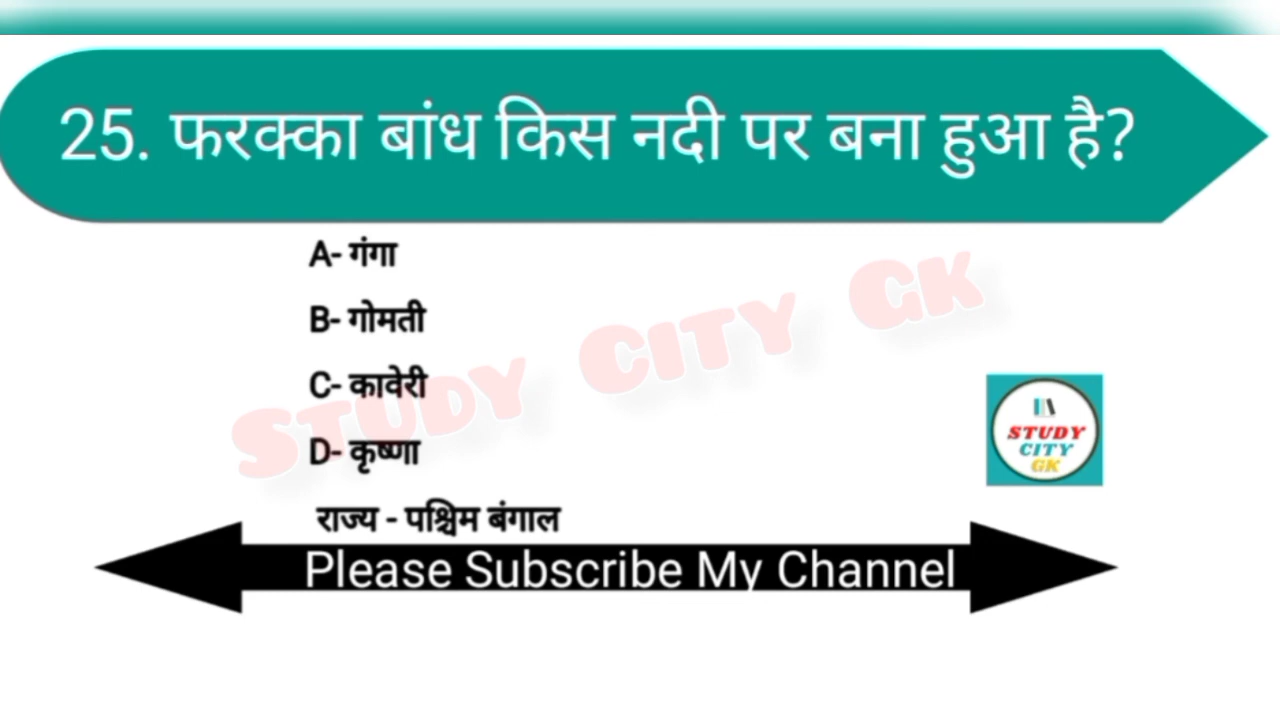 25. फरक्का बांध किस नदी पर बना हुआ है?
A- गंगा
B- गोमती
C- कावेरी
D- कृष्णा
राज्य - पश्चिम बंगाल
Please Subscribe My Channel
STUDY CITY GK
STUDY
CITY
GK